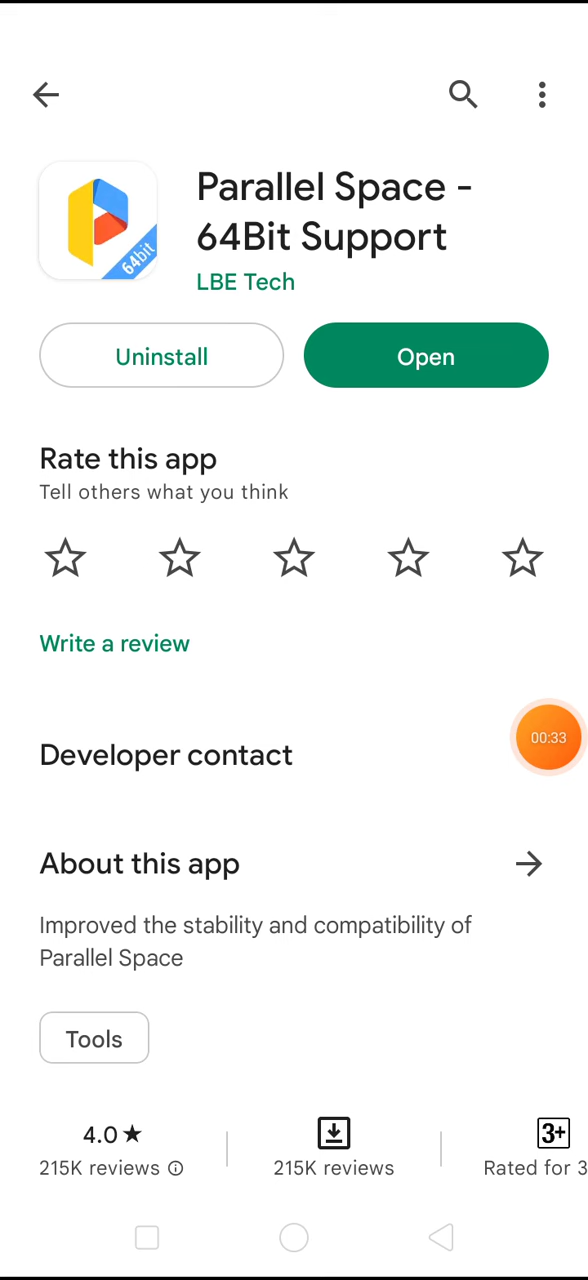 Parallel Space -
64Bit Support
64bit
LBE Tech
Uninstall
Open
Rate this app
Tell others what you think
Write a review
00:33
Developer contact
About this app
Improved the stability and compatibility of
Parallel Space
Tools
4.0★
3+
215K reviews
215K reviews
Rated for 3